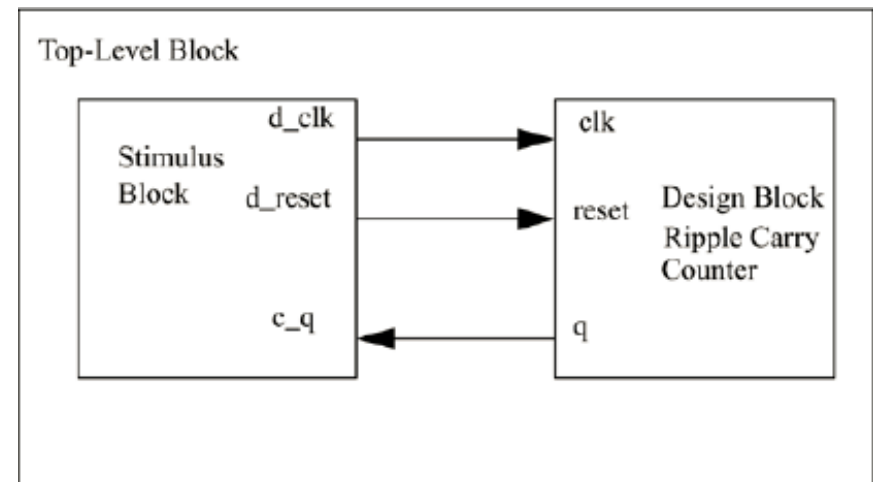 Top-Level Block
d_clk
Stimulus
Block
d_reset
c_q
clk
reset
Design Block
Ripple Carry
Counter
q